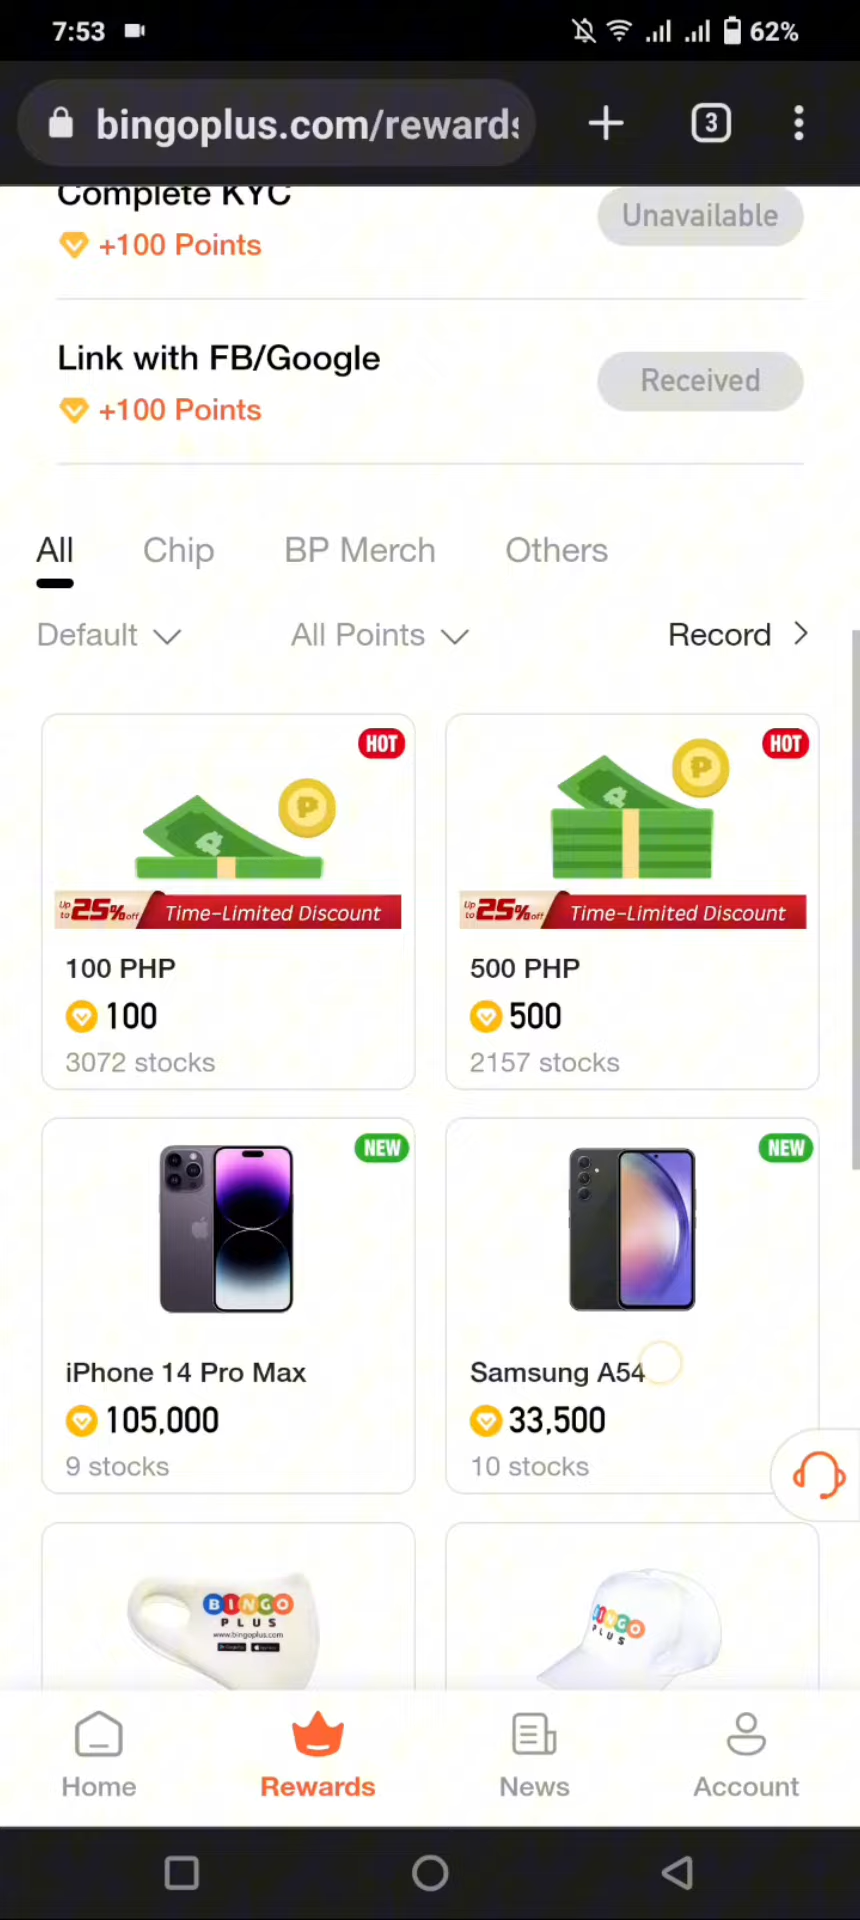 7:53
62%
bingoplus.com/rewards
3
Complete KYC
Unavailable
+100 Points
Link with FB/Google
Received
+100 Points
All Chip BP Merch Others
Default All Points Record
HOT HOT
Up to 25% off Time-Limited Discount Up to 25% off Time-Limited Discount
100 PHP 500 PHP
100 500
3072 stocks 2157 stocks
NEW NEW
iPhone 14 Pro Max Samsung A54
105,000 33,500
9 stocks 10 stocks
BINGO BINGO
PLUS PLUS
www.bingoplus.com
Home Rewards News Account